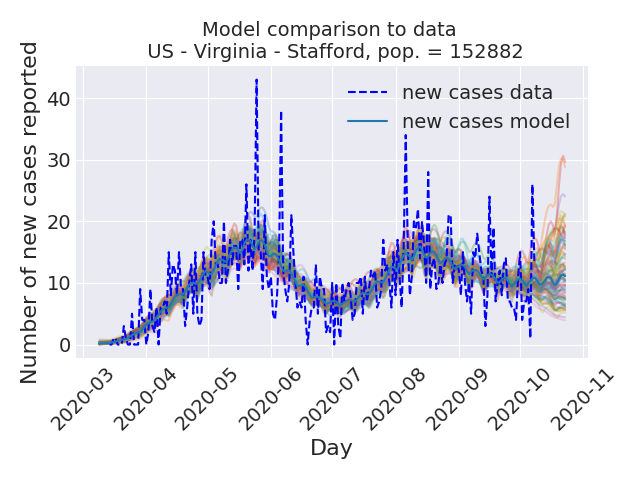 Model comparison to data
US - Virginia - Stafford, pop. = 152882
Number of new cases reported
40
30
20
10
0
new cases data
new cases model
2020-03
2020-04
2020-05
2020-06
2020-07
2020-08
2020-09
2020-10
2020-11
Day